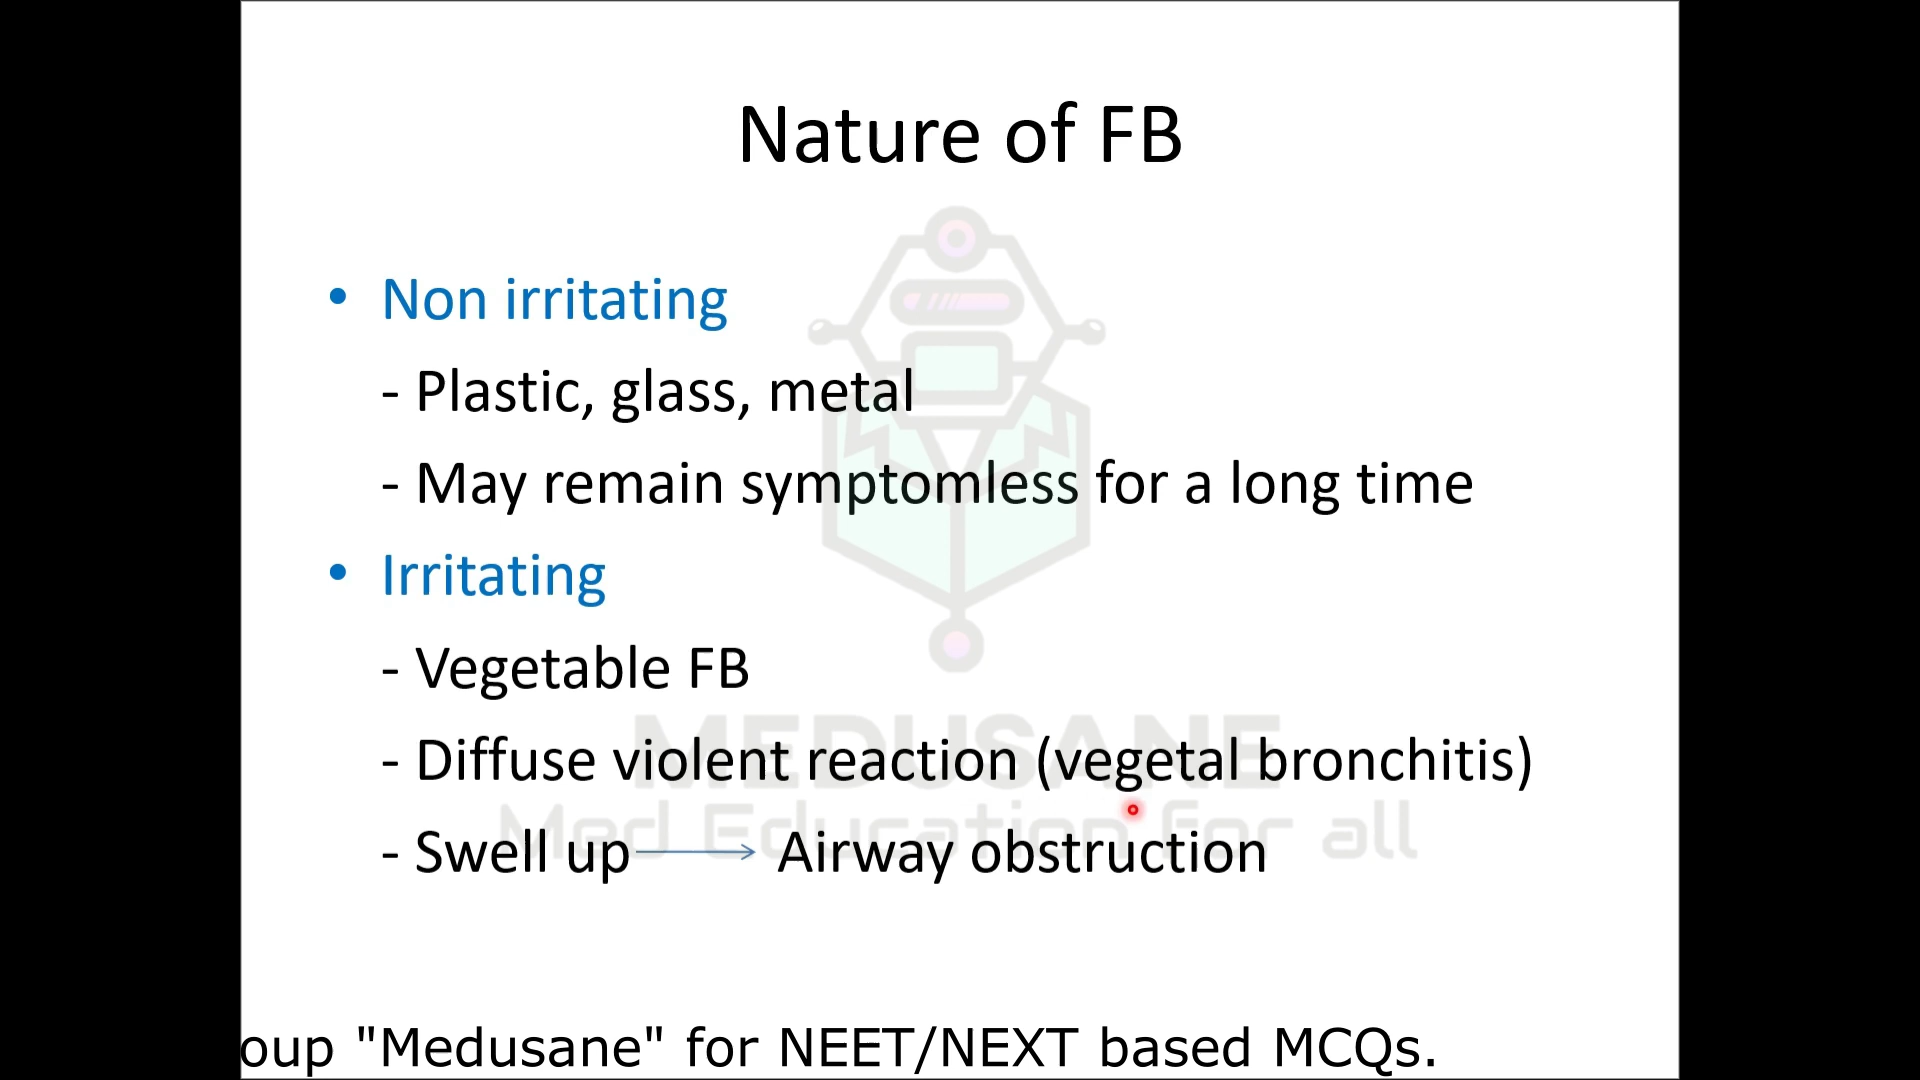 Nature of FB
• Non irritating
- Plastic, glass, metal
- May remain symptomless for a long time
• Irritating
- Vegetable FB
- Diffuse violent reaction (vegetal bronchitis)
- Swell up → Airway obstruction
MEDUSANE
Med Education for all
oup "Medusane" for NEET/NEXT based MCQs.